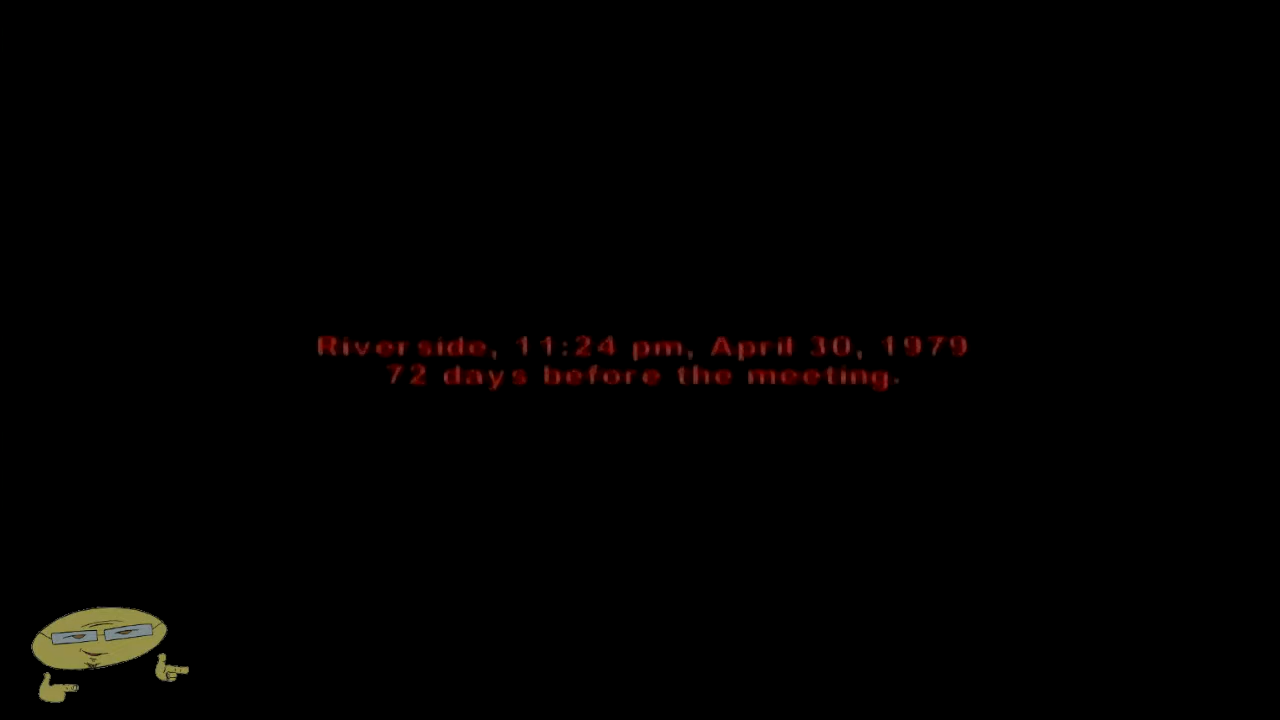 Riverside, 11:24 pm, April 30, 1979
72 days before the meeting.